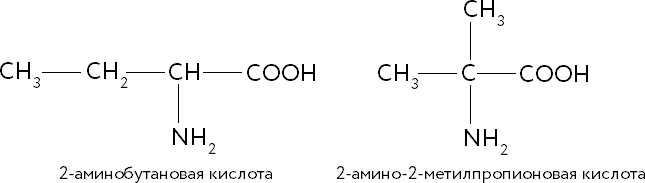 CH₃
CH₃—CH₂—CH—COOH CH₃—C—COOH
NH₂ NH₂
2-аминобутановая кислота 2-амино-2-метилпропионовая кислота